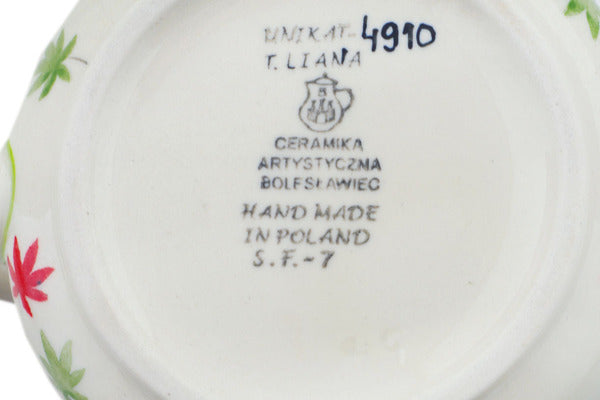 UNIKAT-4910
T. LIANA
CERAMIKA
ARTYSTYCZNA
BOLESŁAWIEC
HAND MADE
IN POLAND
S.F.-7